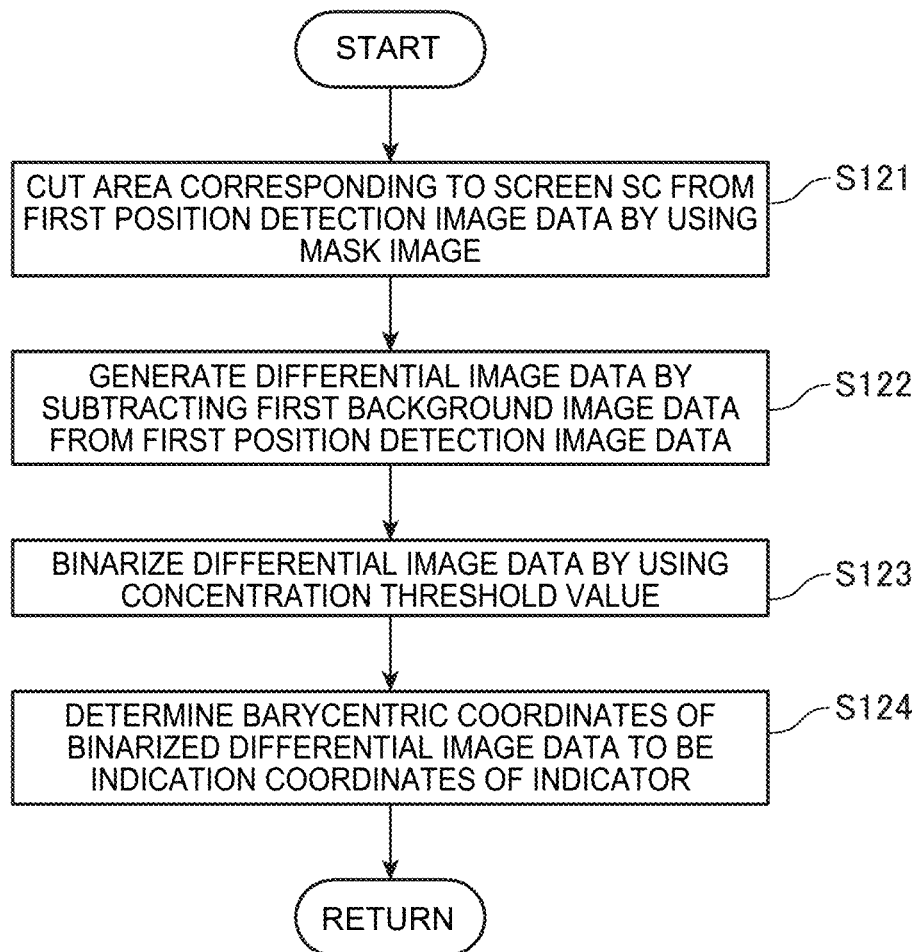 START
CUT AREA CORRESPONDING TO SCREEN SC FROM
FIRST POSITION DETECTION IMAGE DATA BY USING
MASK IMAGE
S121
GENERATE DIFFERENTIAL IMAGE DATA BY
SUBTRACTING FIRST BACKGROUND IMAGE DATA
FROM FIRST POSITION DETECTION IMAGE DATA
S122
BINARIZE DIFFERENTIAL IMAGE DATA BY USING
CONCENTRATION THRESHOLD VALUE
S123
DETERMINE BARYCENTRIC COORDINATES OF
BINARIZED DIFFERENTIAL IMAGE DATA TO BE
INDICATION COORDINATES OF INDICATOR
S124
RETURN